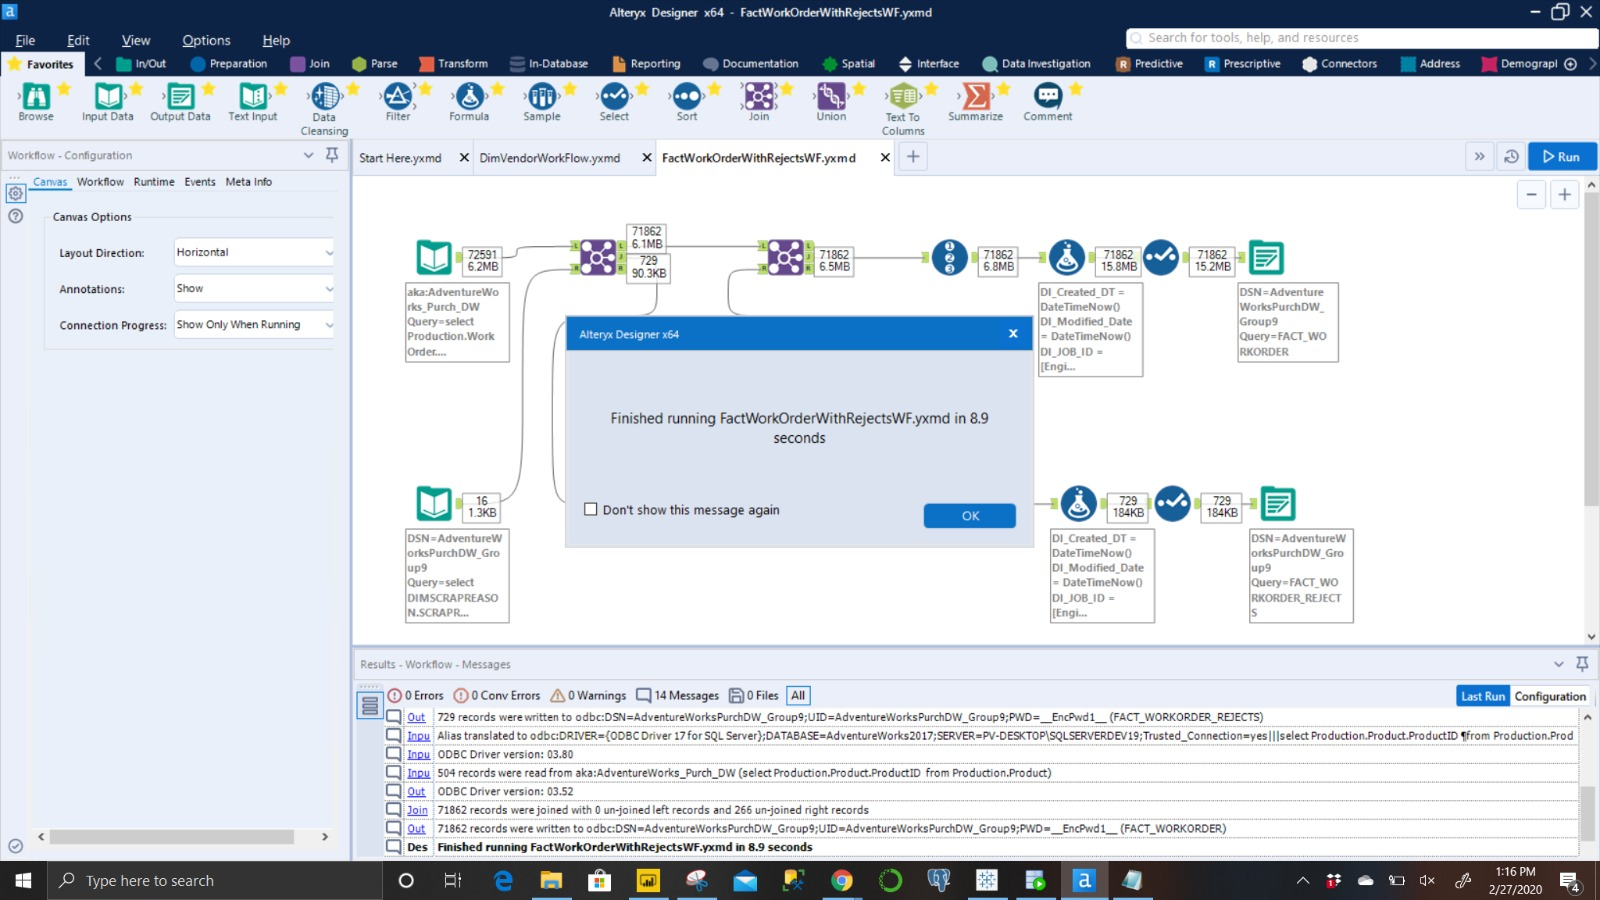 Alteryx Designer x64 - FactWorkOrderWithRejectsWF.yxmd
File Edit View Options Help
Search for tools, help, and resources
Favorites In/Out Preparation Join Parse Transform In-Database Reporting Documentation Spatial Interface Data Investigation Predictive Prescriptive Connectors Address Demograpl
Browse Input Data Output Data Text Input Data Cleansing Filter Formula Sample Select Sort Join Union Text To Columns Summarize Comment
Workflow - Configuration
Start Here.yxmd DimVendorWorkFlow.yxmd FactWorkOrderWithRejectsWF.yxmd
Run
Canvas Workflow Runtime Events Meta Info
Canvas Options
Layout Direction: Horizontal
Annotations: Show
Connection Progress: Show Only When Running
72591
6.2MB
71862
6.1MB
729
90.3KB
71862
6.5MB
71862
6.8MB
71862
15.8MB
71862
15.2MB
aka:AdventureWo
rks_Purch_DW
Query=select
Production.Work
Order....
DI_Created_DT =
DateTimeNow()
DI_Modified_Date
= DateTimeNow()
DI_JOB_ID =
[Engi...
DSN=Adventure
WorksPurchDW_
Group9
Query=FACT_WO
RKORDER
Alteryx Designer x64
Finished running FactWorkOrderWithRejectsWF.yxmd in 8.9
seconds
Don't show this message again
OK
16
1.3KB
729
184KB
729
184KB
DSN=AdventureW
orksPurchDW_Gro
up9
Query=select
DIMSCRAPREASO
N.SCRAPR...
DI_Created_DT =
DateTimeNow()
DI_Modified_Date
= DateTimeNow()
DI_JOB_ID =
[Engi...
DSN=AdventureW
orksPurchDW_Gro
up9
Query=FACT_WO
RKORDER_REJECT
S
Results - Workflow - Messages
0 Errors 0 Conv Errors 0 Warnings 14 Messages 0 Files All
Last Run Configuration
Out 729 records were written to odbc:DSN=AdventureWorksPurchDW_Group9;UID=AdventureWorksPurchDW_Group9;PWD=__EncPwd1__ (FACT_WORKORDER_REJECTS)
Inpu Alias translated to odbc:DRIVER={ODBC Driver 17 for SQL Server};DATABASE=AdventureWorks2017;SERVER=PV-DESKTOP\SQLSERVERDEV19;Trusted_Connection=yes|||select Production.Product.ProductID ¶from Production.Prod
Inpu ODBC Driver version: 03.80
Inpu 504 records were read from aka:AdventureWorks_Purch_DW (select Production.Product.ProductID from Production.Product)
Out ODBC Driver version: 03.52
Join 71862 records were joined with 0 un-joined left records and 266 un-joined right records
Out 71862 records were written to odbc:DSN=AdventureWorksPurchDW_Group9;UID=AdventureWorksPurchDW_Group9;PWD=__EncPwd1__ (FACT_WORKORDER)
Des Finished running FactWorkOrderWithRejectsWF.yxmd in 8.9 seconds
Type here to search
1:16 PM
2/27/2020
4